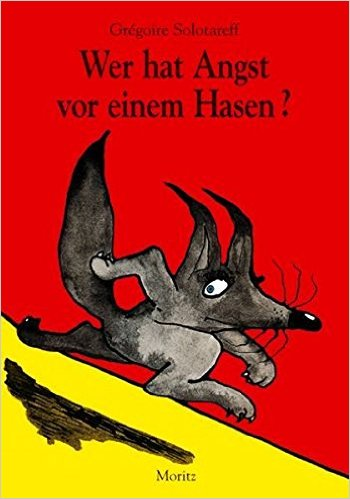 Grégoire Solotareff
Wer hat Angst
vor einem Hasen?
Moritz